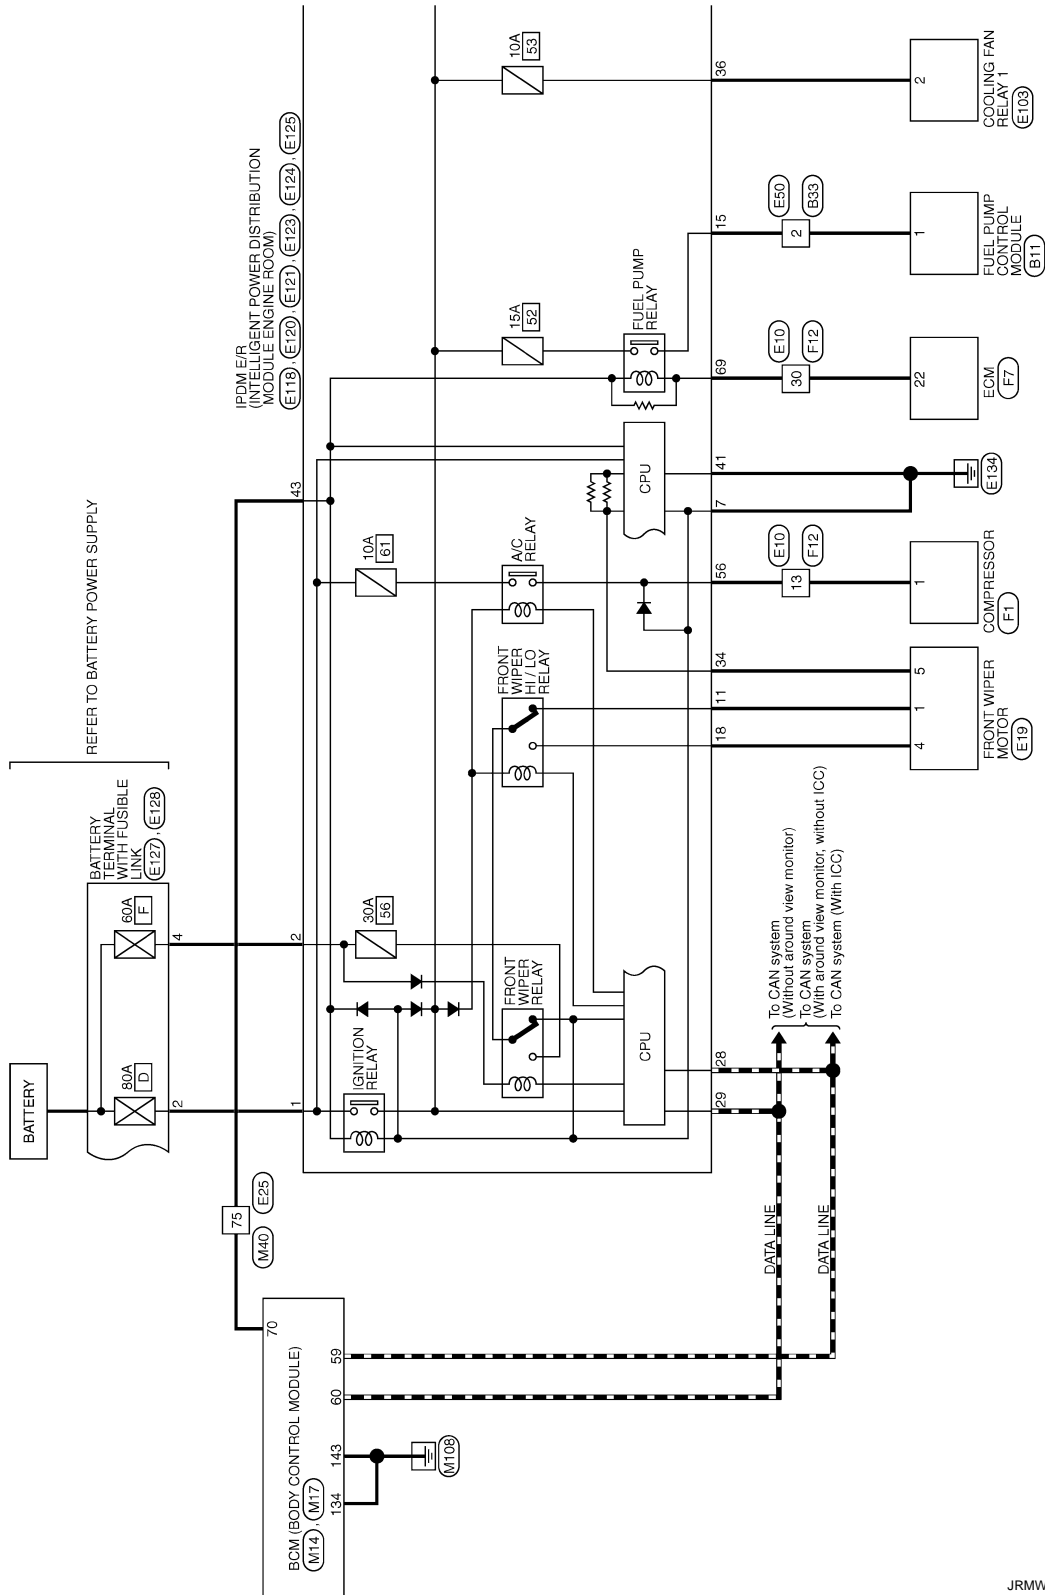 BATTERY
80A
D
2
60A
F
4
BATTERY
TERMINAL
WITH FUSIBLE
LINK
E127 , E128
REFER TO BATTERY POWER SUPPLY
BCM (BODY CONTROL MODULE)
M14 , M17
134
143
60
59
70
M108
75
M40
E25
IPDM E/R
(INTELLIGENT POWER DISTRIBUTION
MODULE ENGINE ROOM)
E118 , E120 , E121 , E123 , E124 , E125
1
2
43
IGNITION
RELAY
30A
56
10A
61
15A
52
10A
53
FRONT
WIPER
RELAY
FRONT
WIPER
HI / LO
RELAY
A/C
RELAY
FUEL PUMP
RELAY
CPU
CPU
29
28
18
11
34
56
7
41
69
15
36
DATA LINE
DATA LINE
To CAN system
(Without around view monitor)
To CAN system
(With around view monitor, without ICC)
To CAN system (With ICC)
13
E10
F12
30
E10
F12
2
E50
B33
4
1
5
FRONT WIPER
MOTOR
E19
1
COMPRESSOR
F1
E134
22
ECM
F7
1
FUEL PUMP
CONTROL
MODULE
B11
2
COOLING FAN
RELAY 1
E103